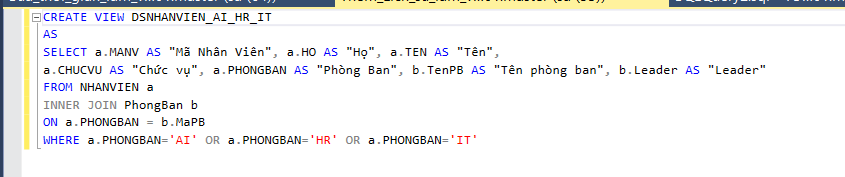 CREATE VIEW DSNHANVIEN_AI_HR_IT
AS
SELECT a.MANV AS "Mã Nhân Viên", a.HO AS "Họ", a.TEN AS "Tên",
a.CHUCVU AS "Chức vụ", a.PHONGBAN AS "Phòng Ban", b.TenPB AS "Tên phòng ban", b.Leader AS "Leader"
FROM NHANVIEN a
INNER JOIN PhongBan b
ON a.PHONGBAN = b.MaPB
WHERE a.PHONGBAN='AI' OR a.PHONGBAN='HR' OR a.PHONGBAN='IT'